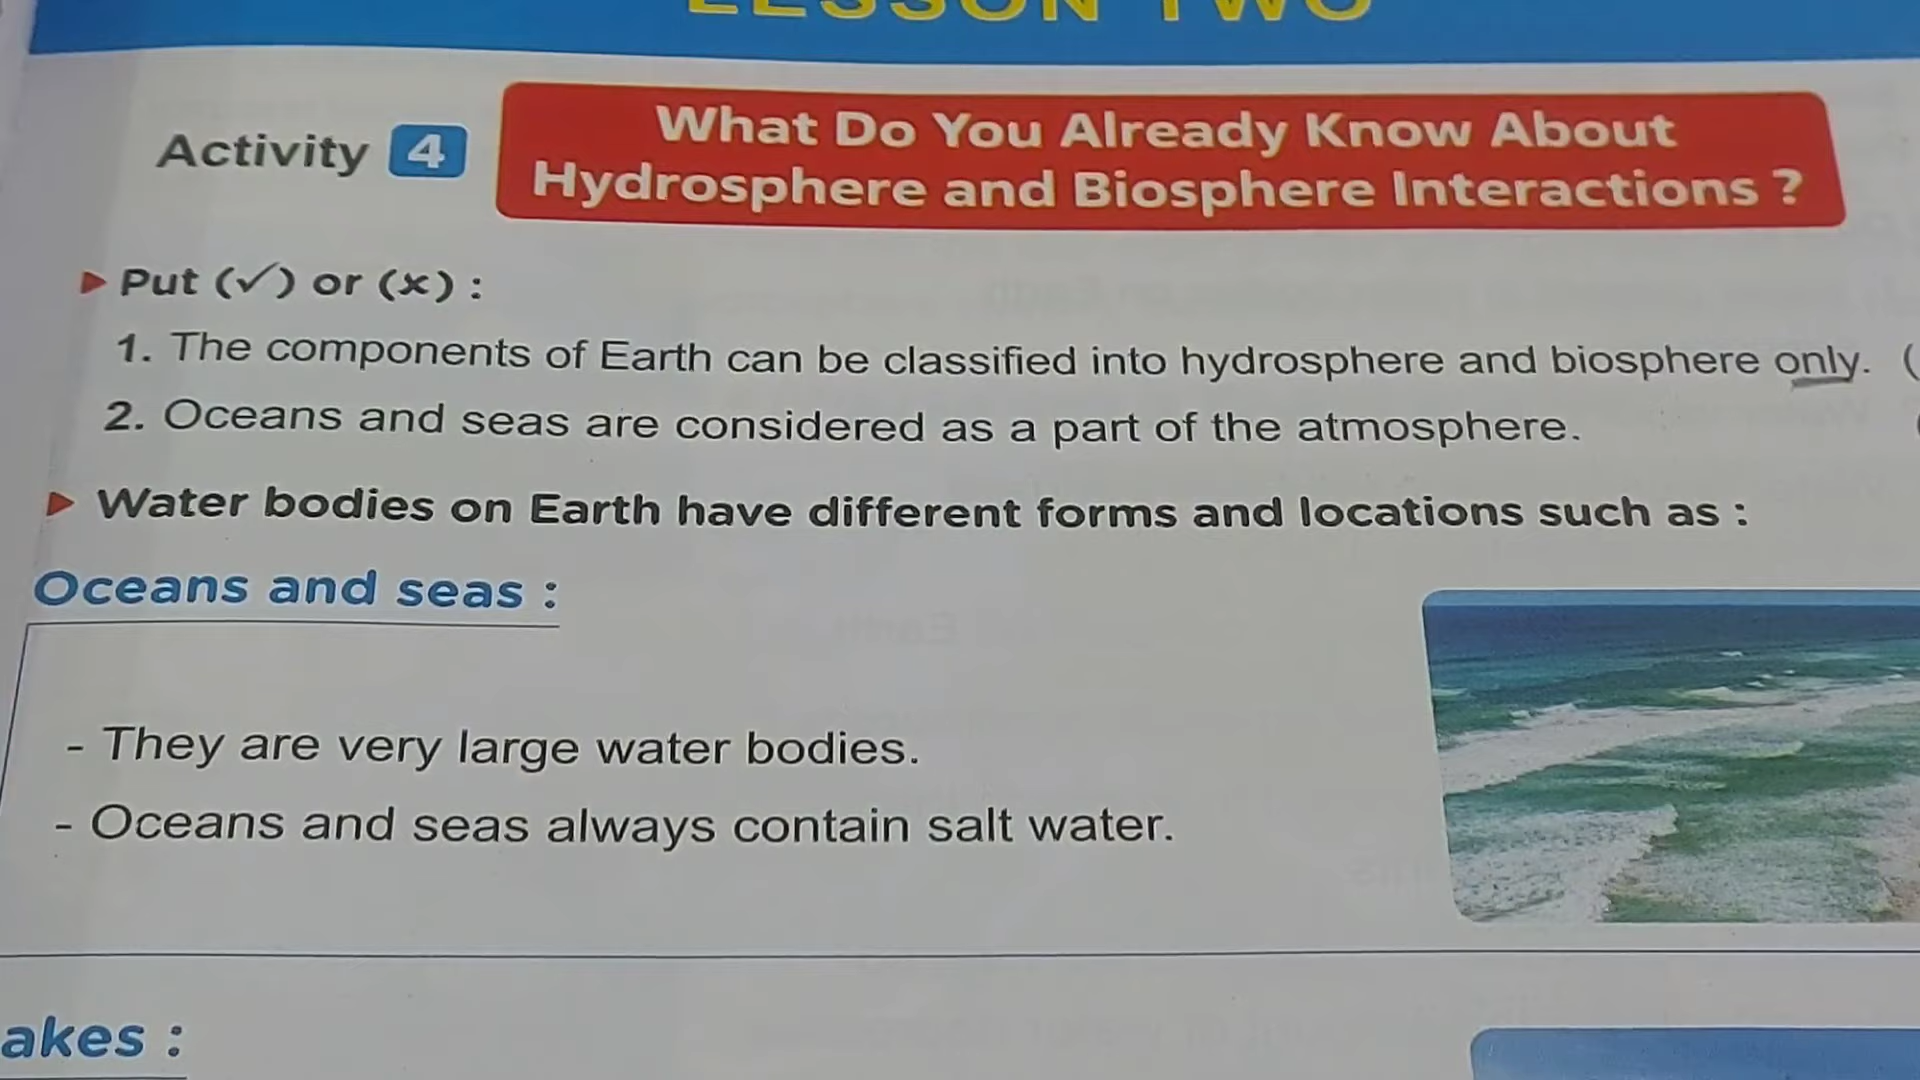 LESSON TWO
Activity 4
What Do You Already Know About
Hydrosphere and Biosphere Interactions ?
Put (✓) or (x) :
1. The components of Earth can be classified into hydrosphere and biosphere only. (
2. Oceans and seas are considered as a part of the atmosphere. (
Water bodies on Earth have different forms and locations such as :
Oceans and seas :
- They are very large water bodies.
- Oceans and seas always contain salt water.
akes :